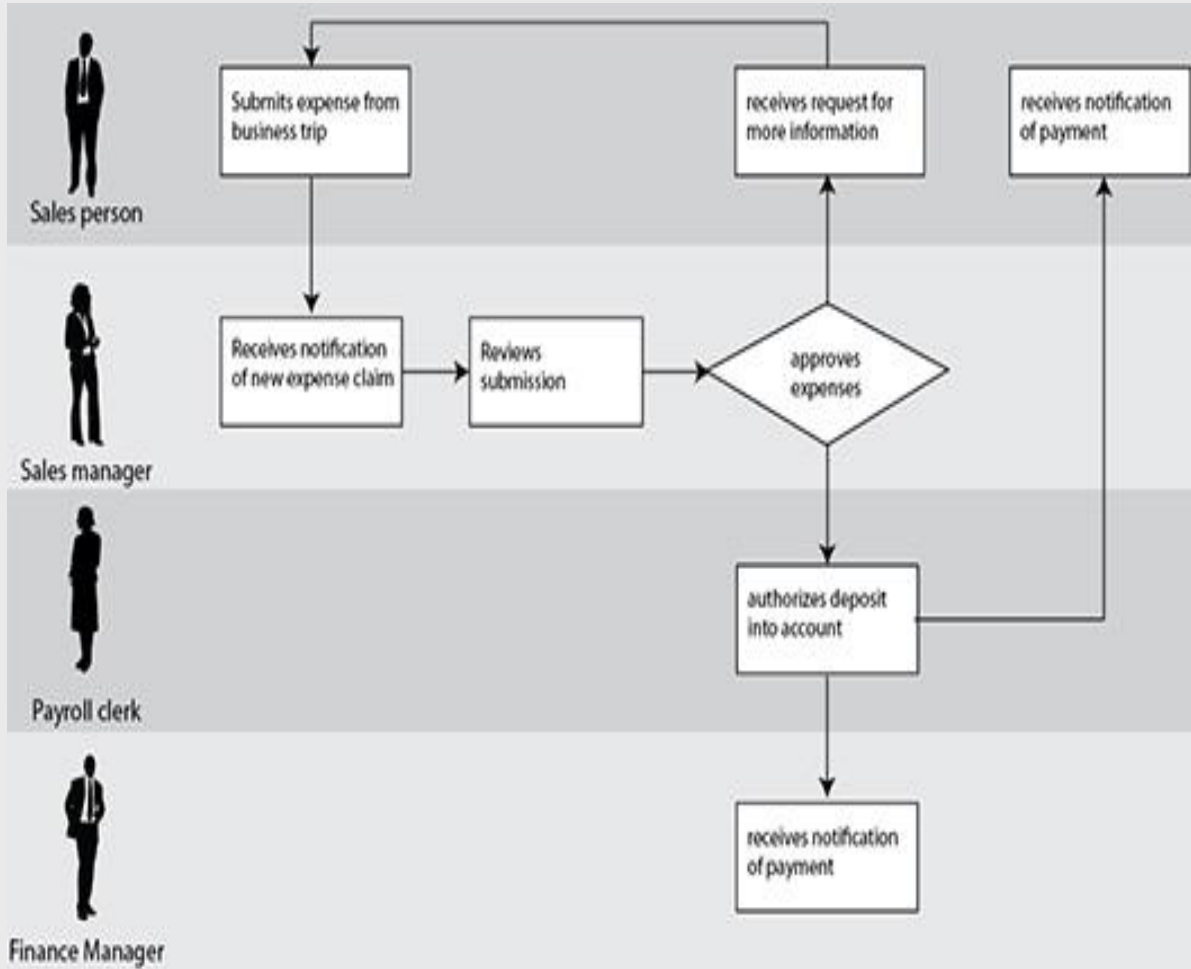 Submits expense from
business trip
receives request for
more information
receives notification
of payment
Sales person
Receives notification
of new expense claim
Reviews
submission
approves
expenses
Sales manager
authorizes deposit
into account
Payroll clerk
receives notification
of payment
Finance Manager